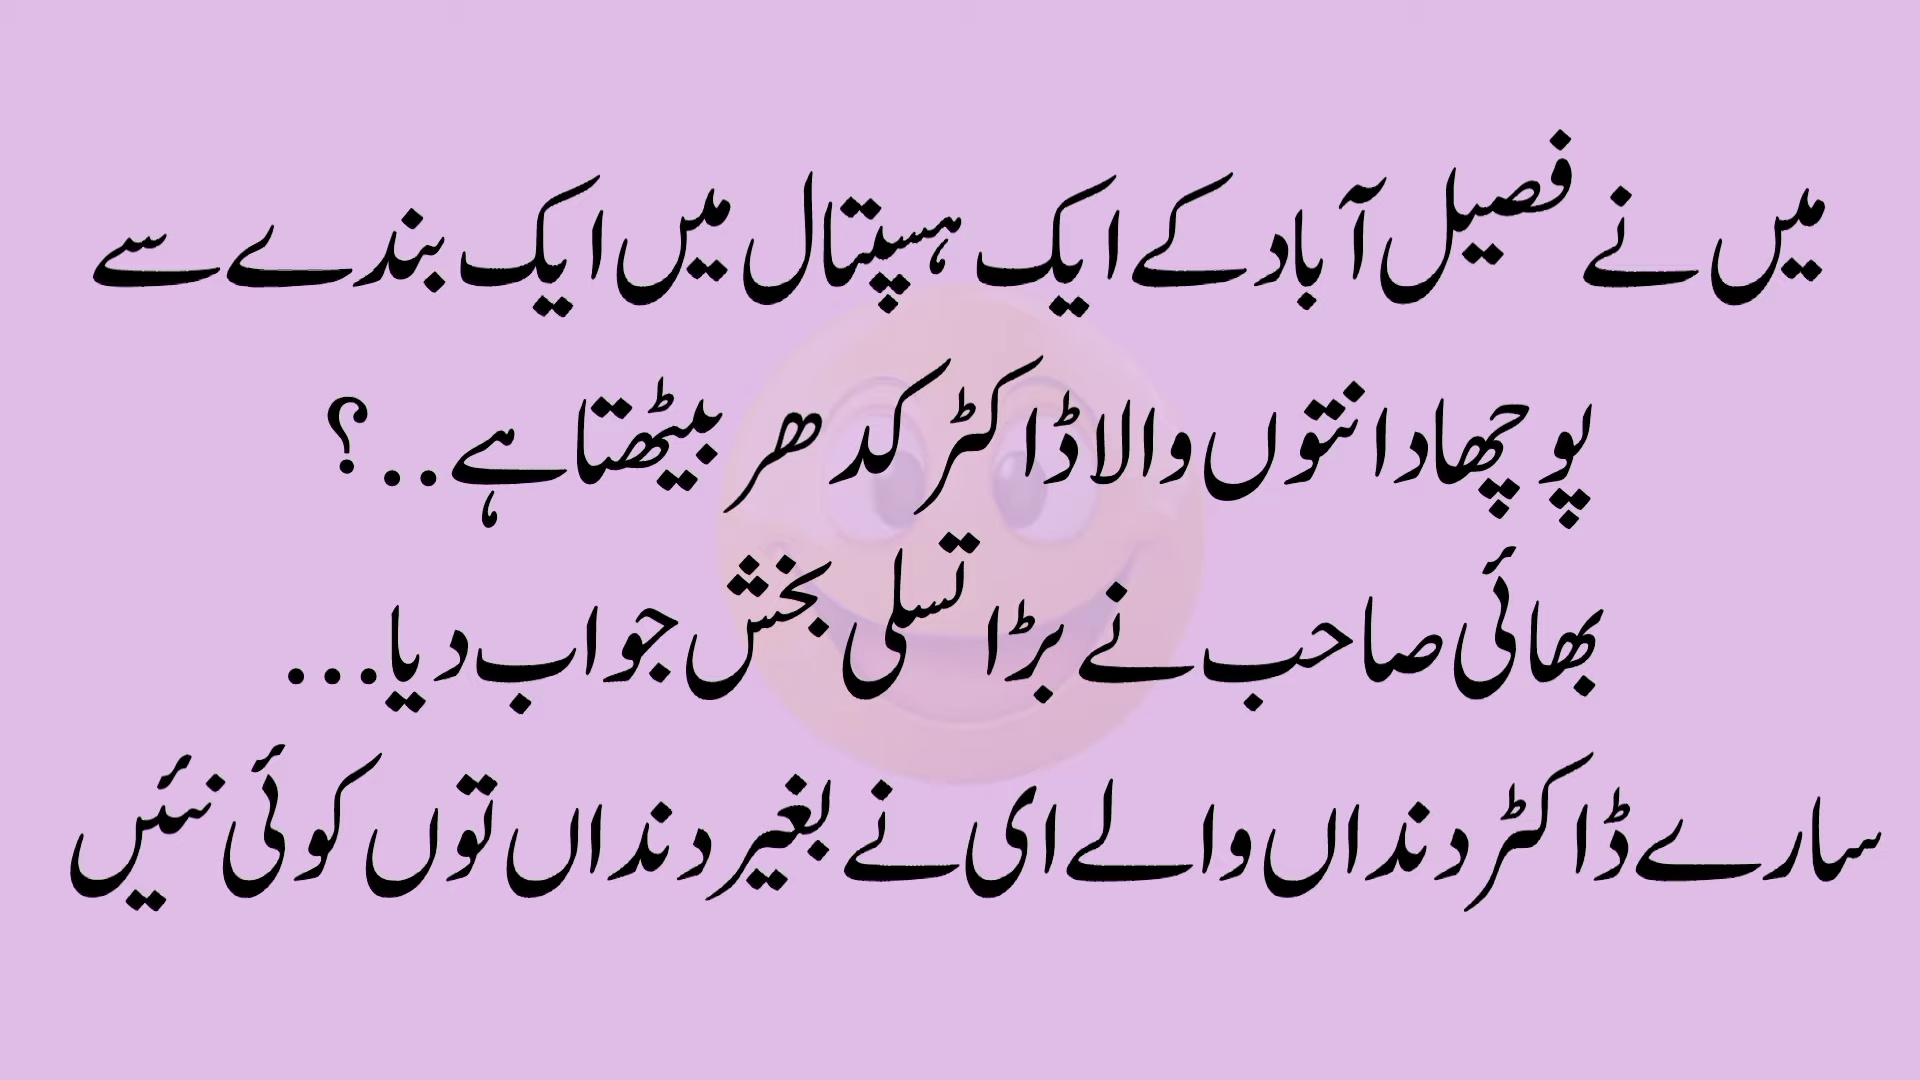 میں نے فصیل آباد کے ایک ہسپتال میں ایک بندے سے
پوچھا دانتوں والا ڈاکٹر کدھر بیٹھتا ہے..؟
بھائی صاحب نے بڑا تسلی بخش جواب دیا...
سارے ڈاکٹر دنداں والے ای نے بغیر دنداں توں کوئی نئیں